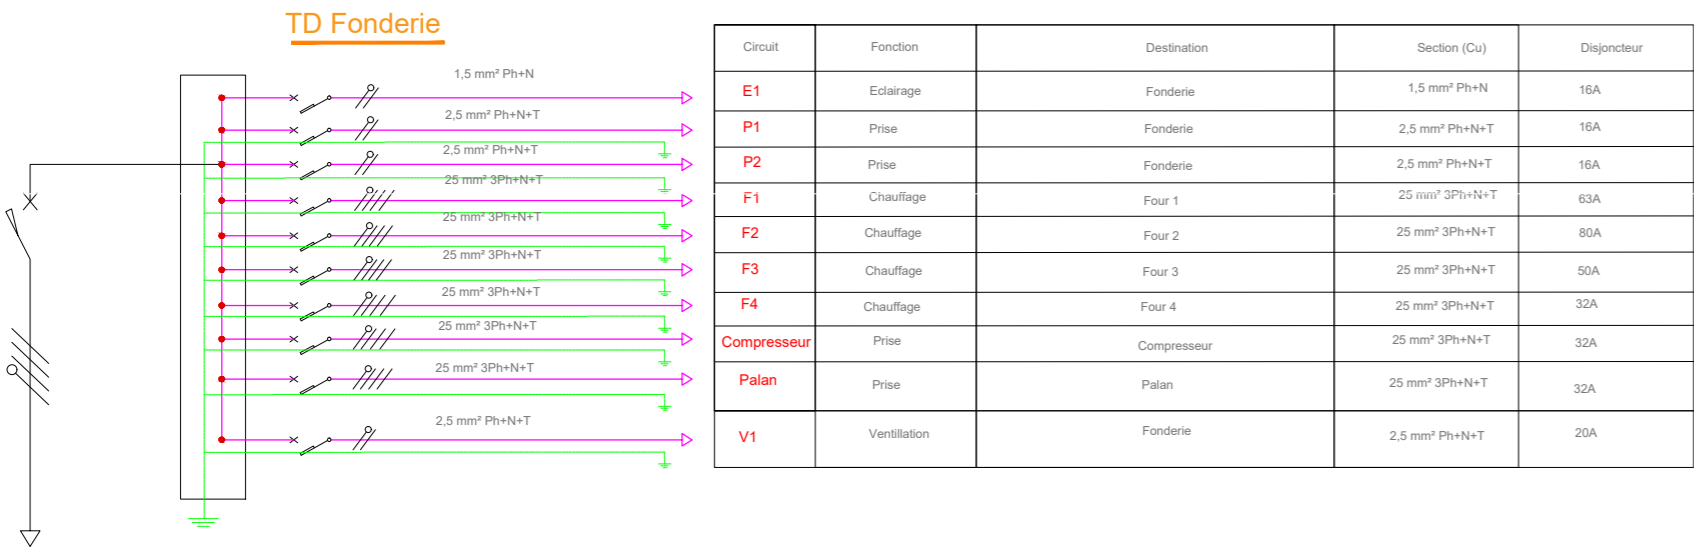 TD Fonderie
1,5 mm² Ph+N
2,5 mm² Ph+N+T
2,5 mm² Ph+N+T
25 mm² 3Ph+N+T
25 mm² 3Ph+N+T
25 mm² 3Ph+N+T
25 mm² 3Ph+N+T
25 mm² 3Ph+N+T
25 mm² 3Ph+N+T
2,5 mm² Ph+N+T
Circuit Fonction Destination Section (Cu) Disjoncteur
E1 Eclairage Fonderie 1,5 mm² Ph+N 16A
P1 Prise Fonderie 2,5 mm² Ph+N+T 16A
P2 Prise Fonderie 2,5 mm² Ph+N+T 16A
F1 Chauffage Four 1 25 mm² 3Ph+N+T 63A
F2 Chauffage Four 2 25 mm² 3Ph+N+T 80A
F3 Chauffage Four 3 25 mm² 3Ph+N+T 50A
F4 Chauffage Four 4 25 mm² 3Ph+N+T 32A
Compresseur Prise Compresseur 25 mm² 3Ph+N+T 32A
Palan Prise Palan 25 mm² 3Ph+N+T 32A
V1 Ventillation Fonderie 2,5 mm² Ph+N+T 20A